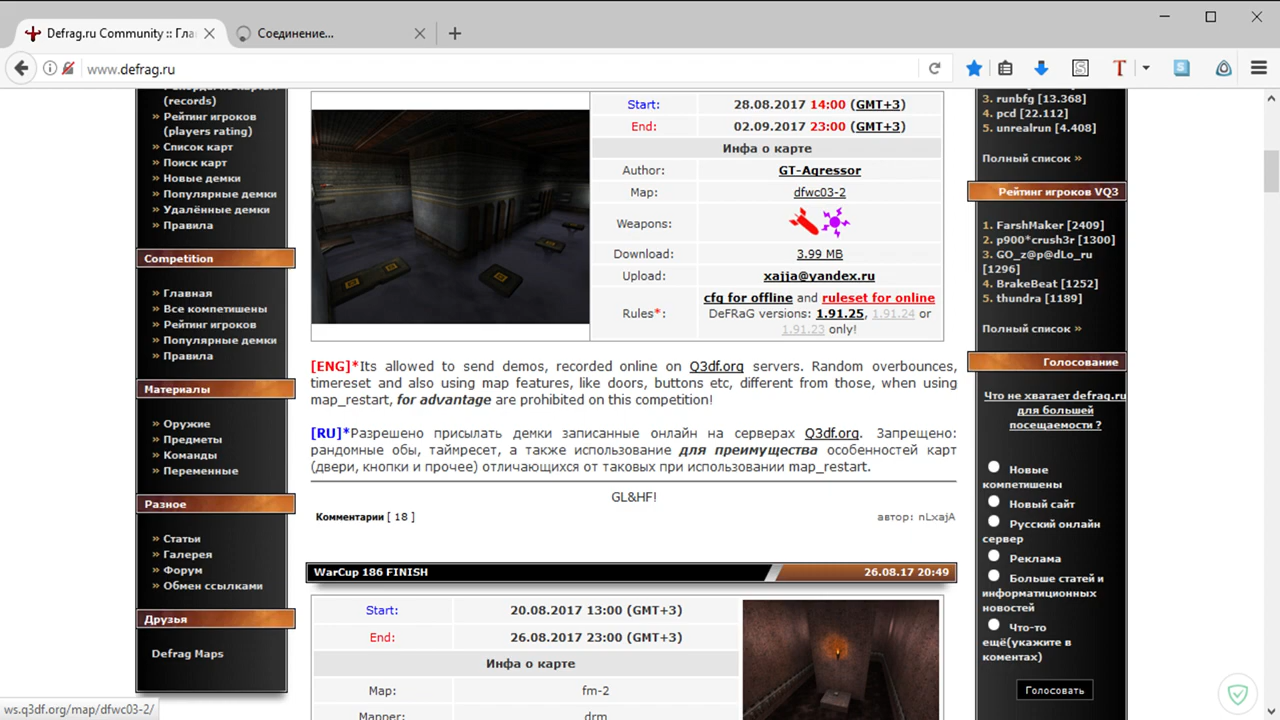 Defrag.ru Community :: Гла
Соединение...
www.defrag.ru
(records)
» Рейтинг игроков
(players rating)
» Список карт
» Поиск карт
» Новые демки
» Популярные демки
» Удалённые демки
» Правила
Competition
» Главная
» Все компетишены
» Рейтинг игроков
» Популярные демки
» Правила
Материалы
» Оружие
» Предметы
» Команды
» Переменные
Разное
» Статьи
» Галерея
» Форум
» Обмен ссылками
Друзья
Defrag Maps
Start: 28.08.2017 14:00 (GMT+3)
End: 02.09.2017 23:00 (GMT+3)
Инфа о карте
Author: GT-Agressor
Map: dfwc03-2
Weapons:
Download: 3.99 MB
Upload: xajja@yandex.ru
Rules*: cfg for offline and ruleset for online
DeFRaG versions: 1.91.25, 1.91.24 or
1.91.23 only!
[ENG]*Its allowed to send demos, recorded online on Q3df.org servers. Random overbounces,
timereset and also using map features, like doors, buttons etc, different from those, when using
map_restart, for advantage are prohibited on this competition!
[RU]*Разрешено присылать демки записанные онлайн на серверах Q3df.org. Запрещено:
рандомные обы, таймресет, а также использование для преимущества особенностей карт
(двери, кнопки и прочее) отличающихся от таковых при использовании map_restart.
GL&HF!
Комментарии [ 18 ]
автор: nLxajA
WarCup 186 FINISH 26.08.17 20:49
Start: 20.08.2017 13:00 (GMT+3)
End: 26.08.2017 23:00 (GMT+3)
Инфа о карте
Map: fm-2
Mapper: drm
3. runbfg [13.368]
4. pcd [22.112]
5. unrealrun [4.408]
Полный список »
Рейтинг игроков VQ3
1. FarshMaker [2409]
2. p900*crush3r [1300]
3. GO_z@p@dLo_ru
[1296]
4. BrakeBeat [1252]
5. thundra [1189]
Полный список »
Голосование
Что не хватает defrag.ru
для большей
посещаемости ?
Новые
компетишены
Новый сайт
Русский онлайн
сервер
Реклама
Больше статей и
информатиционных
новостей
Что-то
ещё(укажите в
коментах)
Голосовать
ws.q3df.org/map/dfwc03-2/